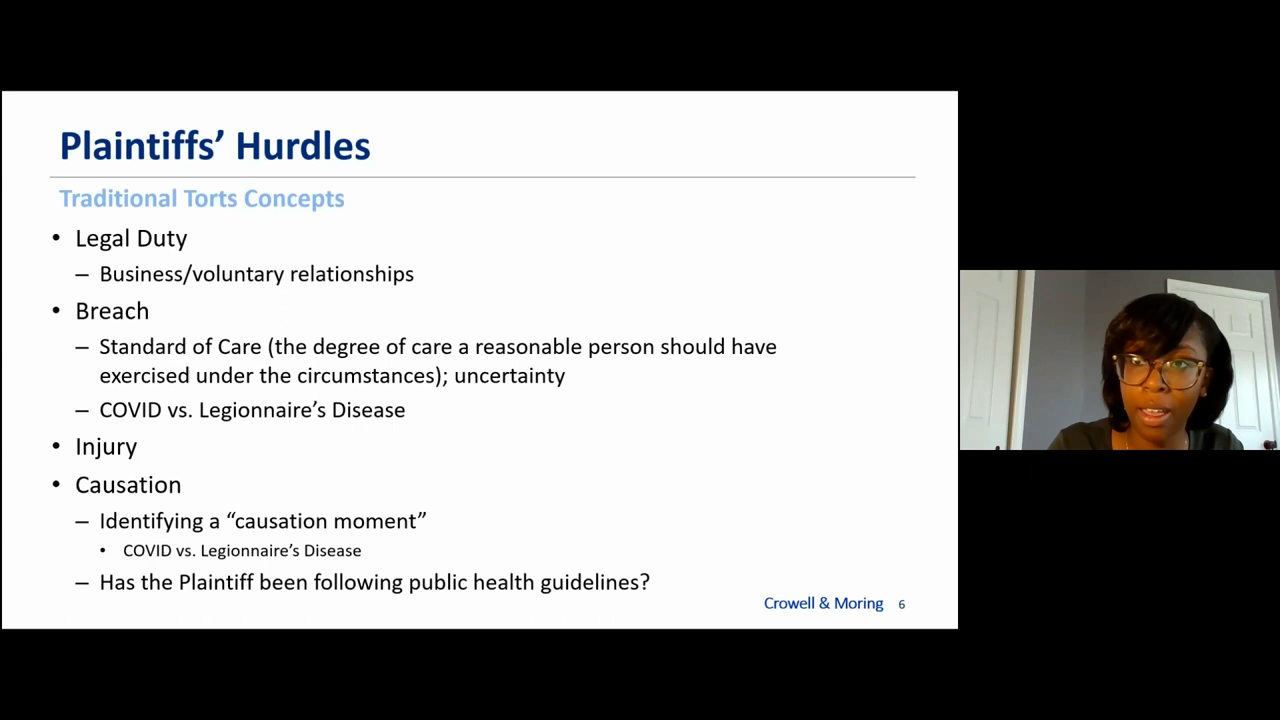 Plaintiffs’ Hurdles
Traditional Torts Concepts
• Legal Duty
– Business/voluntary relationships
• Breach
– Standard of Care (the degree of care a reasonable person should have
exercised under the circumstances); uncertainty
– COVID vs. Legionnaire’s Disease
• Injury
• Causation
– Identifying a “causation moment”
• COVID vs. Legionnaire’s Disease
– Has the Plaintiff been following public health guidelines?
Crowell & Moring 6